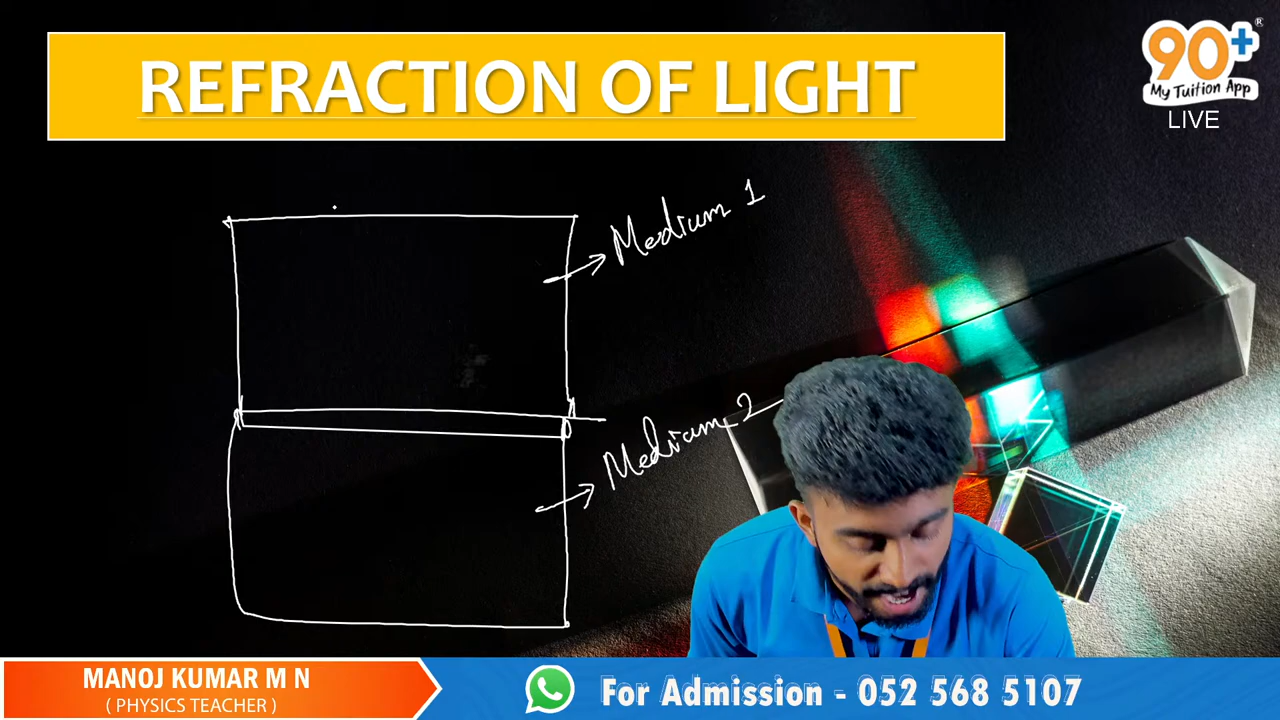 REFRACTION OF LIGHT
90+®
My Tuition App
LIVE
Medium 1
Medium 2
MANOJ KUMAR M N
( PHYSICS TEACHER )
For Admission - 052 568 5107